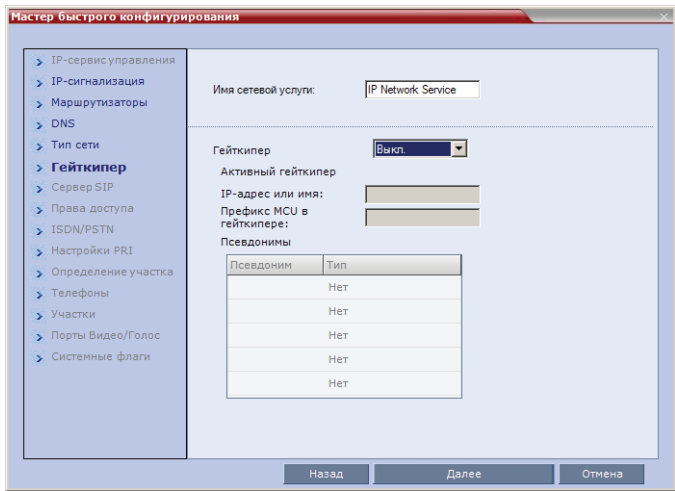 Мастер быстрого конфигурирования
IP-сервис управления
IP-сигнализация
Маршрутизаторы
DNS
Тип сети
Гейткипер
Сервер SIP
Права доступа
ISDN/PSTN
Настройки PRI
Определение участка
Телефоны
Участки
Порты Видео/Голос
Системные флаги
Имя сетевой услуги: IP Network Service
Гейткипер Выкл.
Активный гейткипер
IP-адрес или имя:
Префикс MCU в
гейткипере:
Псевдонимы
Псевдоним Тип
Нет
Нет
Нет
Нет
Нет
Назад Далее Отмена